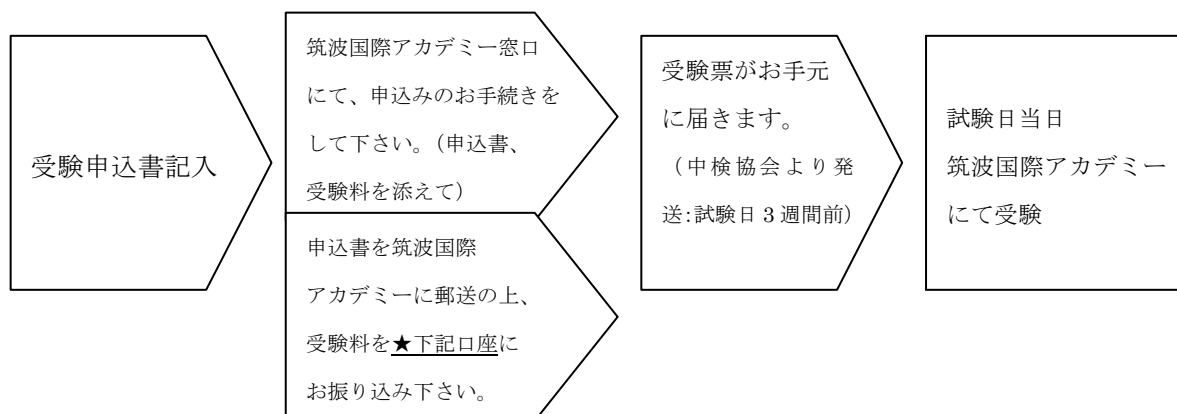 受験申込書記入
筑波国際アカデミー窓口
にて、申込みのお手続きを
して下さい。（申込書、
受験料を添えて）
申込書を筑波国際
アカデミーに郵送の上、
受験料を★下記口座に
お振り込み下さい。
受験票がお手元
に届きます。
（中検協会より発
送：試験日３週間前）
試験日当日
筑波国際アカデミー
にて受験